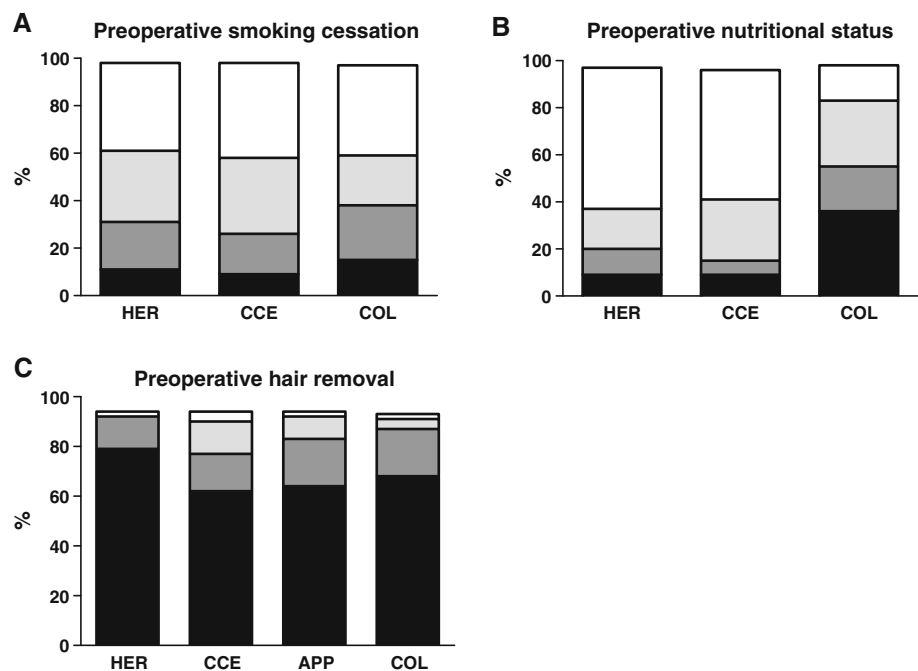 A
Preoperative smoking cessation
100
80
60
40
20
0
%
HER CCE COL
B
Preoperative nutritional status
100
80
60
40
20
0
%
HER CCE COL
C
Preoperative hair removal
100
80
60
40
20
0
%
HER CCE APP COL